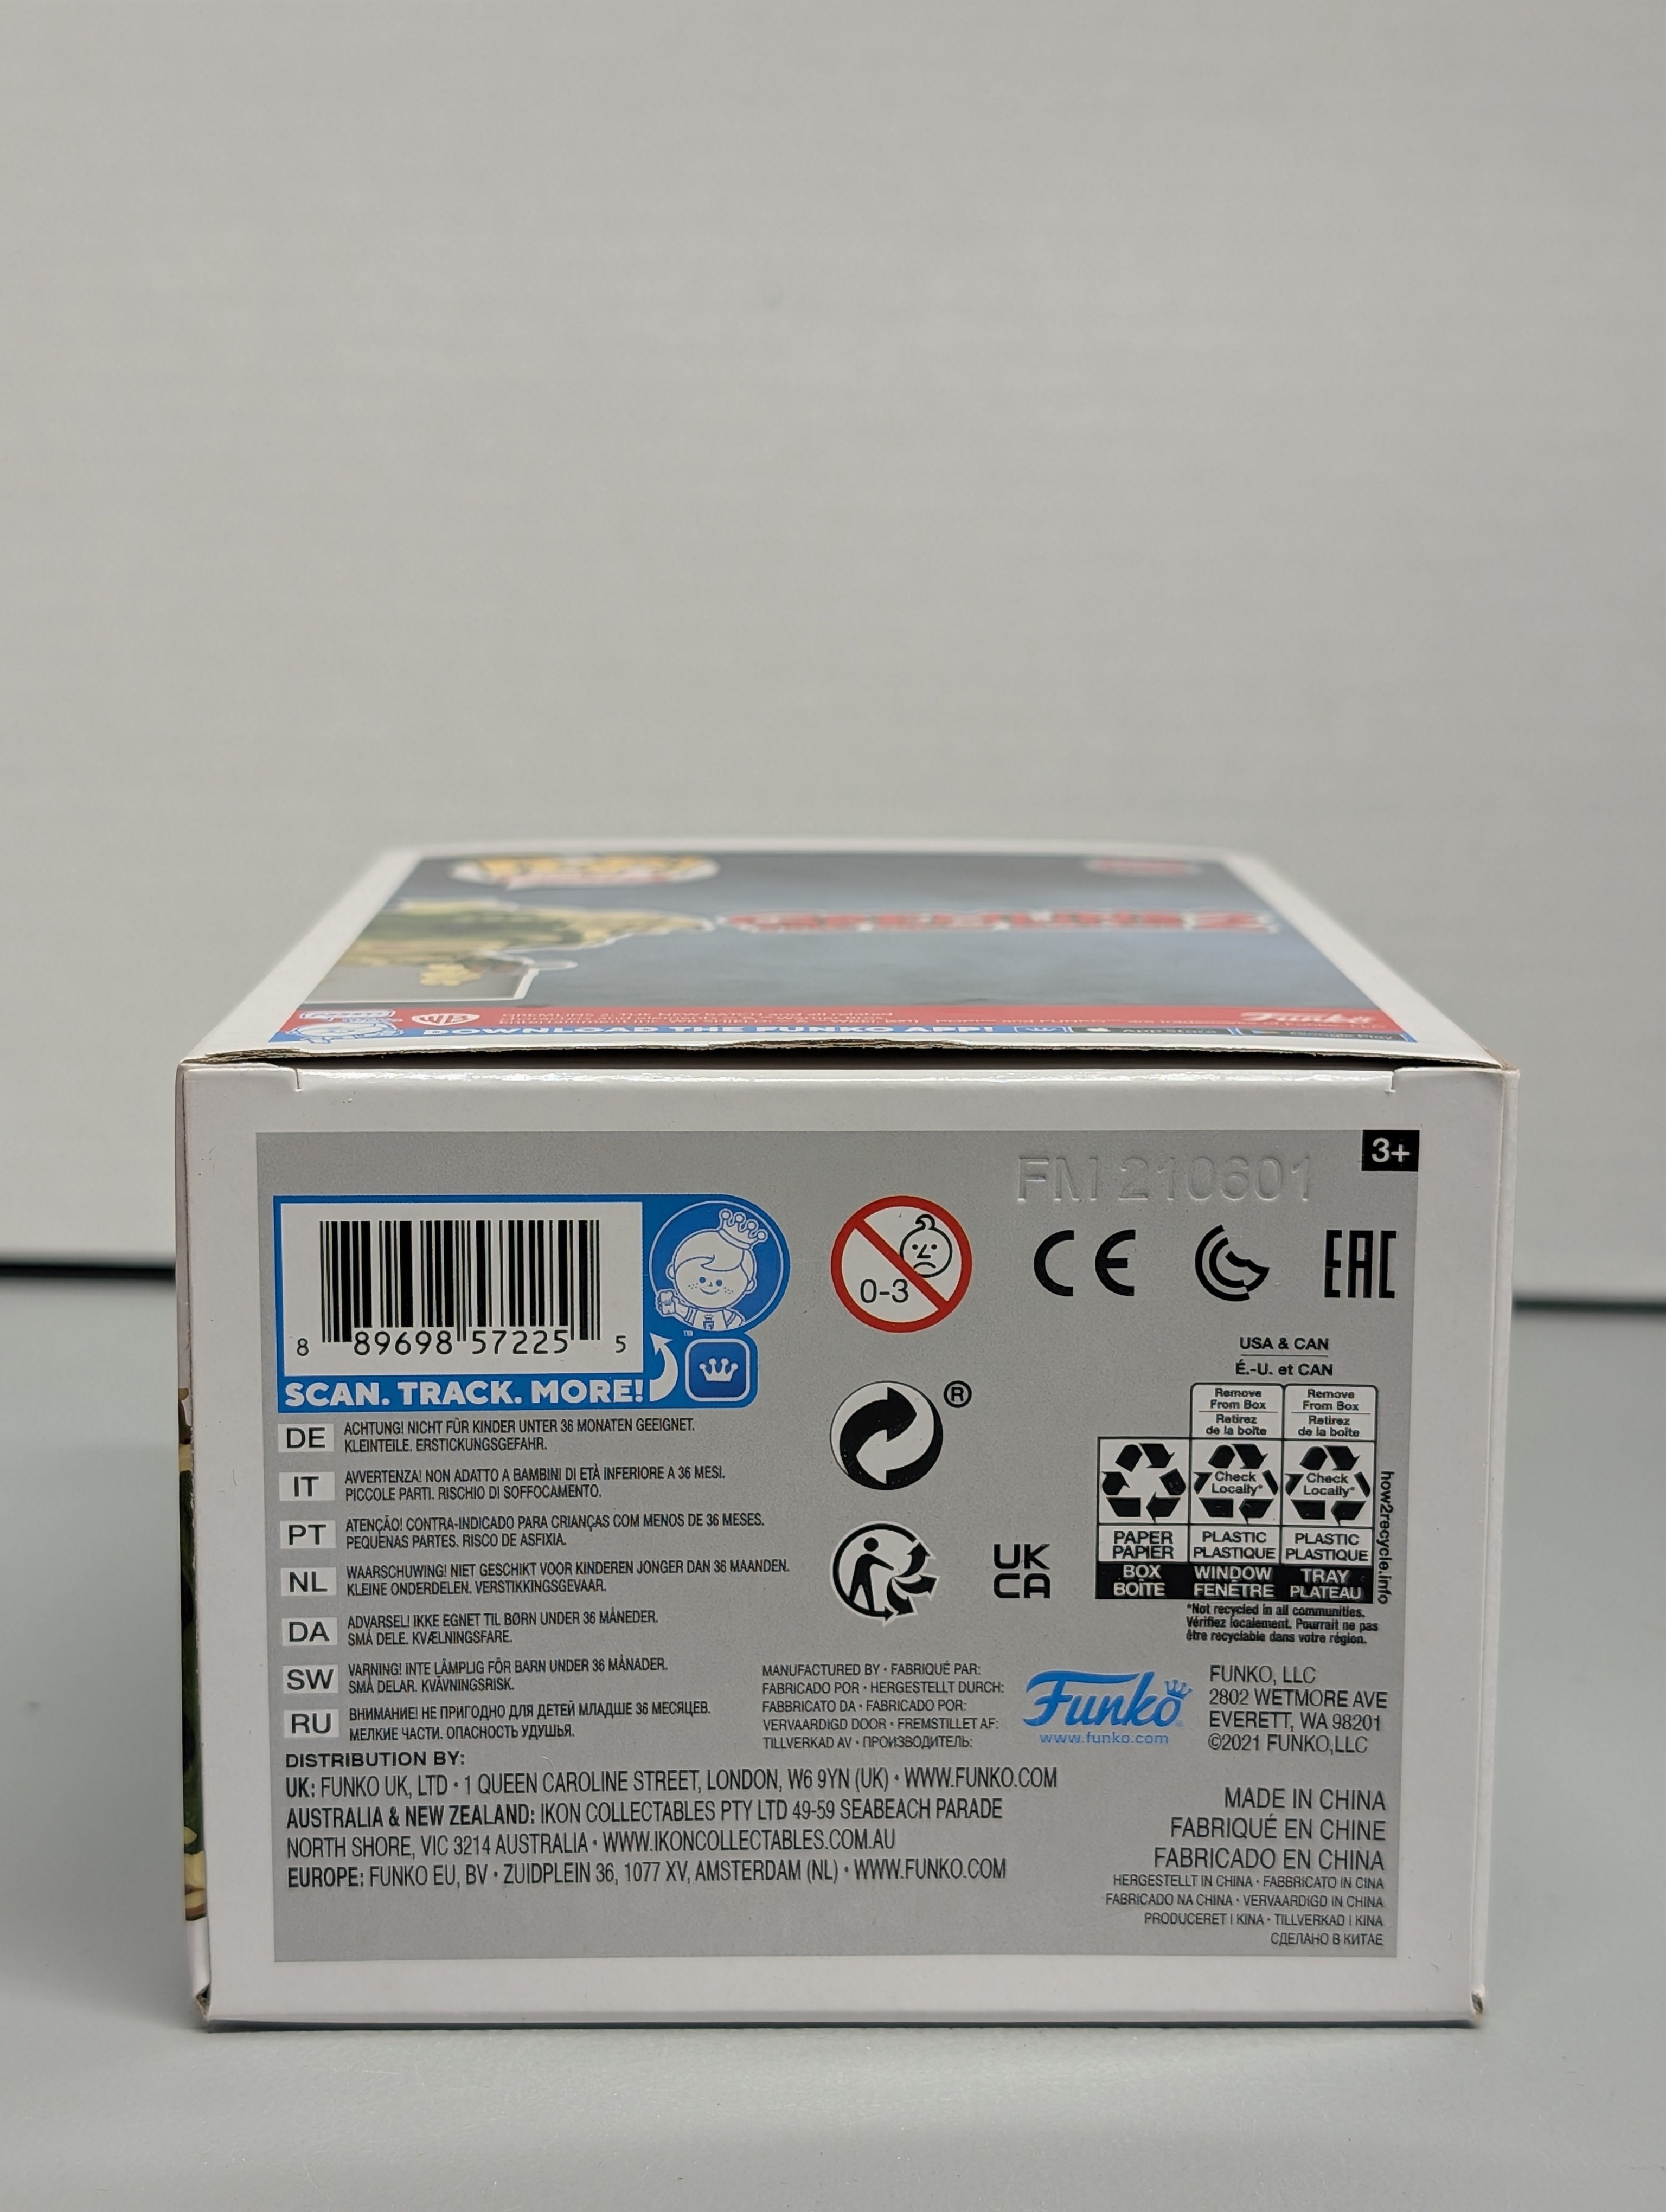 GREMLINS 2
Funko
DOWNLOAD THE FUNKO APP!
FM 210601
3+
8 89698 57225 5
™
SCAN. TRACK. MORE!
0-3
CE
EAC
®
UK
CA
USA & CAN
É.-U. et CAN
Remove From Box Remove From Box
Retirez de la boîte Retirez de la boîte
Check Locally* Check Locally*
PAPER PLASTIC PLASTIC
PAPIER PLASTIQUE PLASTIQUE
BOX WINDOW TRAY
BOÎTE FENÊTRE PLATEAU
how2recycle.info
*Not recycled in all communities.
Vérifiez localement. Pourrait ne pas
être recyclable dans votre région.
DE ACHTUNG! NICHT FÜR KINDER UNTER 36 MONATEN GEEIGNET.
KLEINTEILE. ERSTICKUNGSGEFAHR.
IT AVVERTENZA! NON ADATTO A BAMBINI DI ETÀ INFERIORE A 36 MESI.
PICCOLE PARTI. RISCHIO DI SOFFOCAMENTO.
PT ATENÇÃO! CONTRA-INDICADO PARA CRIANÇAS COM MENOS DE 36 MESES.
PEQUENAS PARTES. RISCO DE ASFIXIA.
NL WAARSCHUWING! NIET GESCHIKT VOOR KINDEREN JONGER DAN 36 MAANDEN.
KLEINE ONDERDELEN. VERSTIKKINGSGEVAAR.
DA ADVARSEL! IKKE EGNET TIL BØRN UNDER 36 MÅNEDER.
SMÅ DELE. KVÆLNINGSFARE.
SW VARNING! INTE LÄMPLIG FÖR BARN UNDER 36 MÅNADER.
SMÅ DELAR. KVÄVNINGSRISK.
RU ВНИМАНИЕ! НЕ ПРИГОДНО ДЛЯ ДЕТЕЙ МЛАДШЕ 36 МЕСЯЦЕВ.
МЕЛКИЕ ЧАСТИ. ОПАСНОСТЬ УДУШЬЯ.
MANUFACTURED BY • FABRIQUÉ PAR:
FABRICADO POR • HERGESTELLT DURCH:
FABBRICATO DA • FABRICADO POR:
VERVAARDIGD DOOR • FREMSTILLET AF:
TILLVERKAD AV • ПРОИЗВОДИТЕЛЬ:
Funko
www.funko.com
FUNKO, LLC
2802 WETMORE AVE
EVERETT, WA 98201
©2021 FUNKO,LLC
DISTRIBUTION BY:
UK: FUNKO UK, LTD • 1 QUEEN CAROLINE STREET, LONDON, W6 9YN (UK) • WWW.FUNKO.COM
AUSTRALIA & NEW ZEALAND: IKON COLLECTABLES PTY LTD 49-59 SEABEACH PARADE
NORTH SHORE, VIC 3214 AUSTRALIA • WWW.IKONCOLLECTABLES.COM.AU
EUROPE: FUNKO EU, BV • ZUIDPLEIN 36, 1077 XV, AMSTERDAM (NL) • WWW.FUNKO.COM
MADE IN CHINA
FABRIQUÉ EN CHINE
FABRICADO EN CHINA
HERGESTELLT IN CHINA • FABBRICATO IN CINA
FABRICADO NA CHINA • VERVAARDIGD IN CHINA
PRODUCERET I KINA • TILLVERKAD I KINA
СДЕЛАНО В КИТАЕ